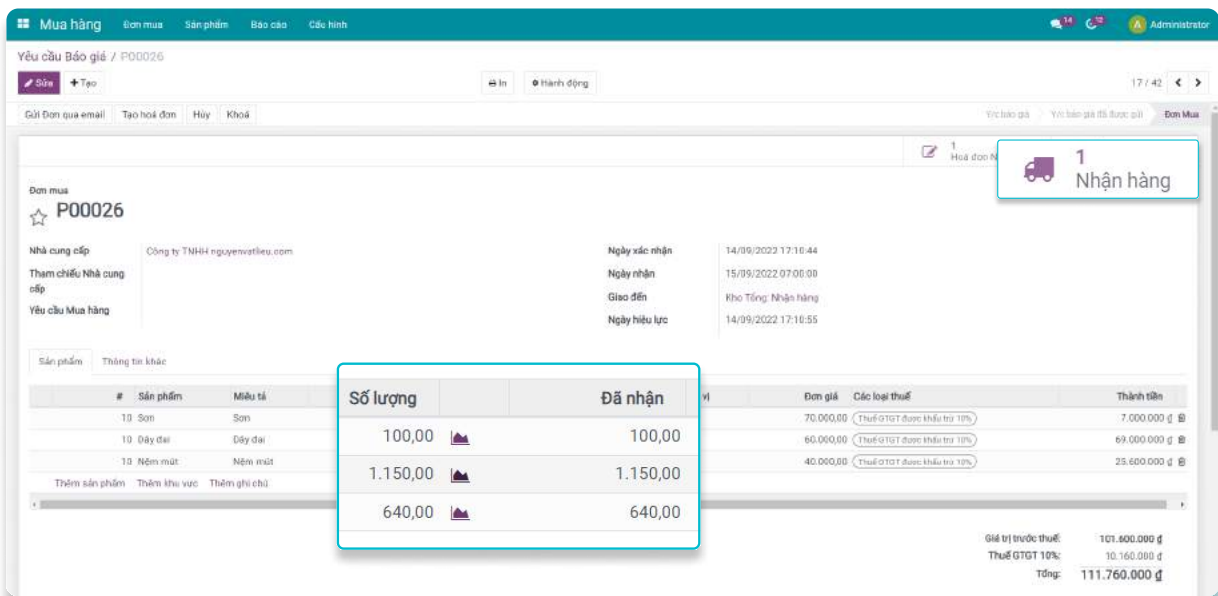 Mua hàng Đơn mua Sản phẩm Báo cáo Cấu hình 14 12 A Administrator
Yêu cầu Báo giá / P00026
Sửa + Tạo In Hành động 17 / 42
Gửi Đơn qua email Tạo hoá đơn Hủy Khoá Y/c báo giá Y/c báo giá đã được gửi Đơn Mua
1
Hoá đơn N
1
Nhận hàng
Đơn mua
P00026
Nhà cung cấp Công ty TNHH nguyenvatlieu.com Ngày xác nhận 14/09/2022 17:10:44
Tham chiếu Nhà cung
cấp
Ngày nhận 15/09/2022 07:00:00
Giao đến Kho Tổng: Nhận hàng
Yêu cầu Mua hàng
Ngày hiệu lực 14/09/2022 17:10:55
Sản phẩm Thông tin khác
# Sản phẩm Miêu tả Số lượng Đã nhận vị Đơn giá Các loại thuế Thành tiền
10 Sơn Sơn 100,00 100,00 70.000,00 Thuế GTGT được khấu trừ 10% 7.000.000 ₫
10 Dây đai Dây đai 1.150,00 1.150,00 60.000,00 Thuế GTGT được khấu trừ 10% 69.000.000 ₫
10 Nệm mút Nệm mút 640,00 640,00 40.000,00 Thuế GTGT được khấu trừ 10% 25.600.000 ₫
Thêm sản phẩm Thêm khu vực Thêm ghi chú
Giá trị trước thuế: 101.600.000 ₫
Thuế GTGT 10%: 10.160.000 ₫
Tổng: 111.760.000 ₫